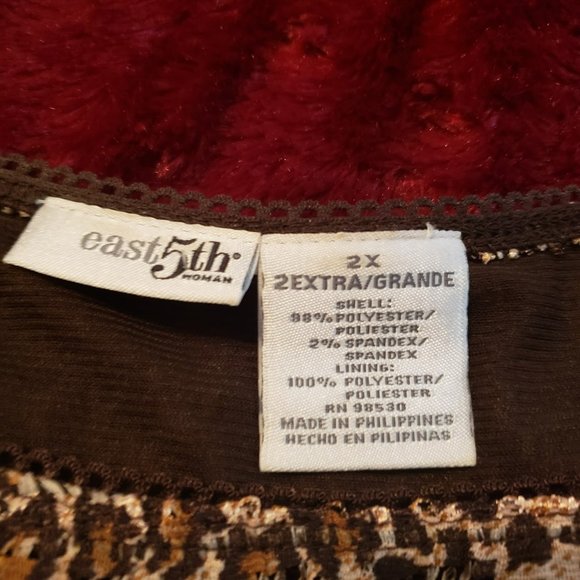 east5th®
WOMAN
2X
2EXTRA/GRANDE
SHELL:
98% POLYESTER/
POLIESTER
2% SPANDEX/
SPANDEX
LINING:
100% POLYESTER/
POLIESTER
RN 98530
MADE IN PHILIPPINES
HECHO EN PILIPINAS